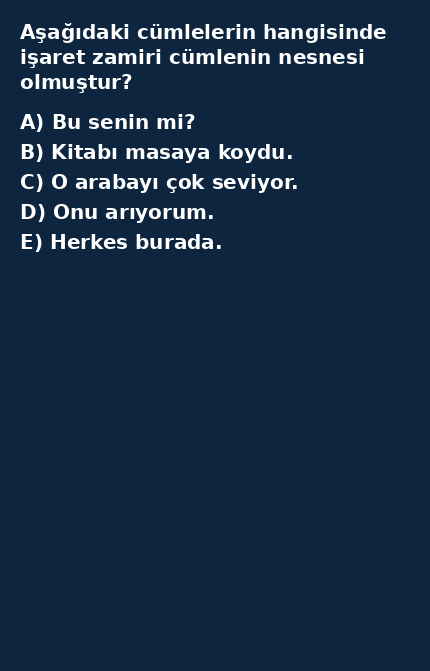 Aşağıdaki cümlelerin hangisinde
işaret zamiri cümlenin nesnesi
olmuştur?
A) Bu senin mi?
B) Kitabı masaya koydu.
C) O arabayı çok seviyor.
D) Onu arıyorum.
E) Herkes burada.